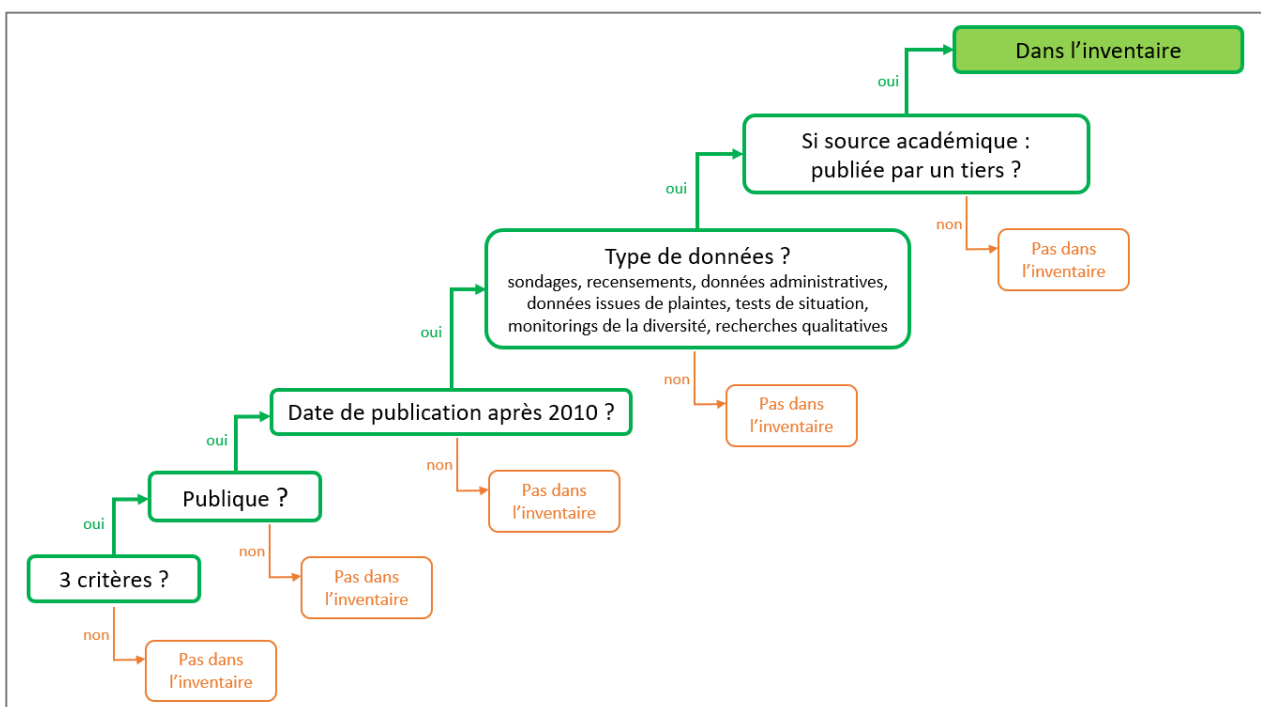 Dans l'inventaire
oui
Si source académique :
publiée par un tiers ?
oui
non
Pas dans
l'inventaire
Type de données ?
sondages, recensements, données administratives,
données issues de plaintes, tests de situation,
monitorings de la diversité, recherches qualitatives
oui
non
Pas dans
l'inventaire
Date de publication après 2010 ?
oui
non
Pas dans
l'inventaire
Publique ?
oui
non
Pas dans
l'inventaire
3 critères ?
non
Pas dans
l'inventaire